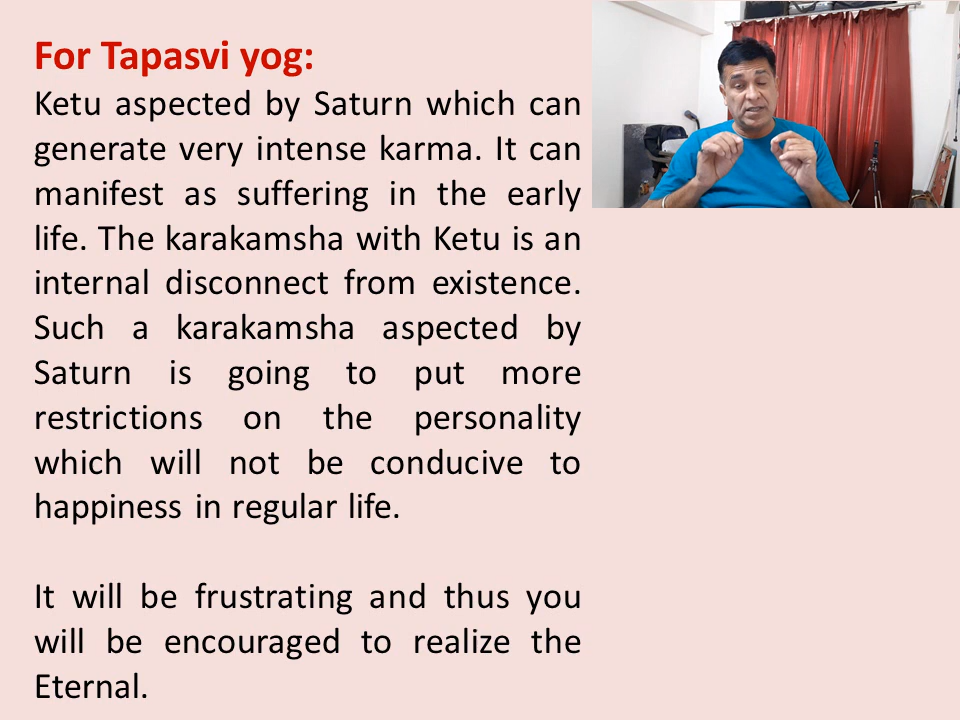 For Tapasvi yog:
Ketu aspected by Saturn which can
generate very intense karma. It can
manifest as suffering in the early
life. The karakamsha with Ketu is an
internal disconnect from existence.
Such a karakamsha aspected by
Saturn is going to put more
restrictions on the personality
which will not be conducive to
happiness in regular life.
It will be frustrating and thus you
will be encouraged to realize the
Eternal.